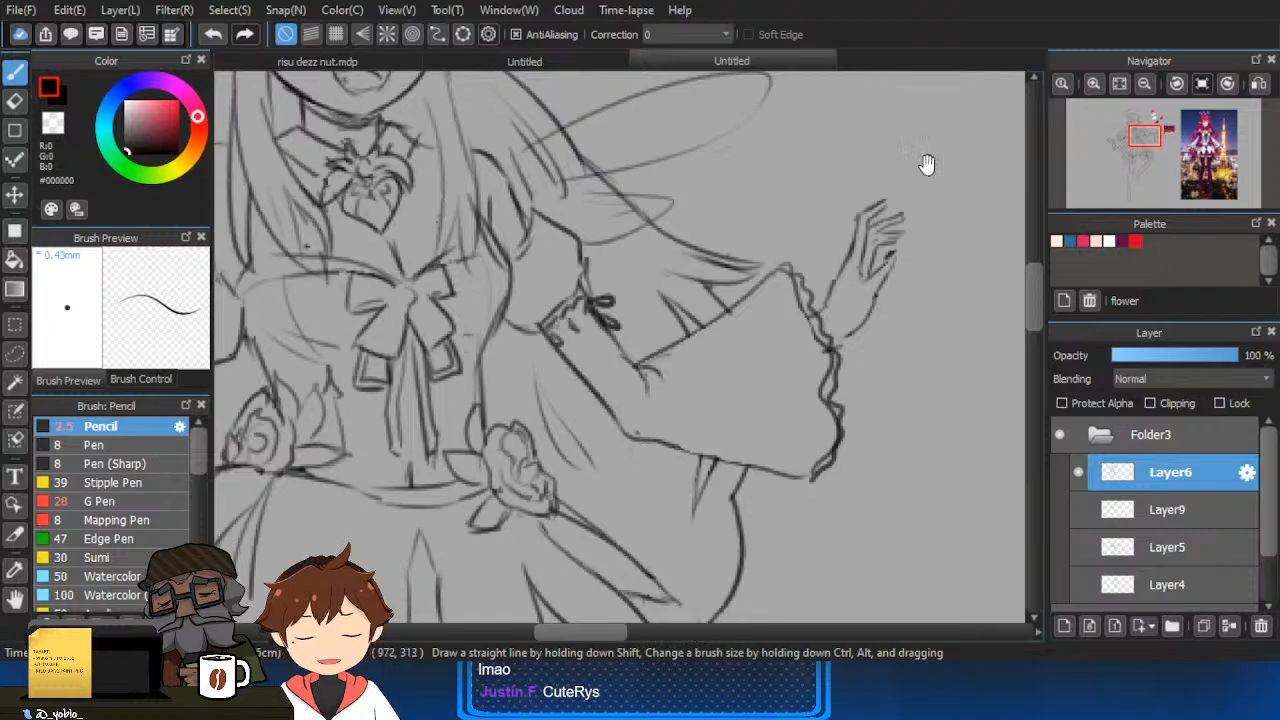 File(F) Edit(E) Layer(L) Filter(R) Select(S) Snap(N) Color(C) View(V) Tool(T) Window(W) Cloud Time-lapse Help
AntiAliasing Correction 0 Soft Edge
Color
risu dezz nut.mdp Untitled Untitled
Navigator
R:0
G:0
B:0
#000000
Palette
Brush Preview
* 0.43mm
flower
Layer
Opacity 100 %
Blending Normal
Brush Preview Brush Control
Protect Alpha Clipping Lock
Brush: Pencil
2.5 Pencil
8 Pen
8 Pen (Sharp)
39 Stipple Pen
28 G Pen
8 Mapping Pen
47 Edge Pen
30 Sumi
50 Watercolor
100 Watercolor (
Folder3
Layer6
Layer9
Layer5
Layer4
( 972, 313 ) Draw a straight line by holding down Shift, Change a brush size by holding down Ctrl, Alt, and dragging
lmao
Justin F CuteRys